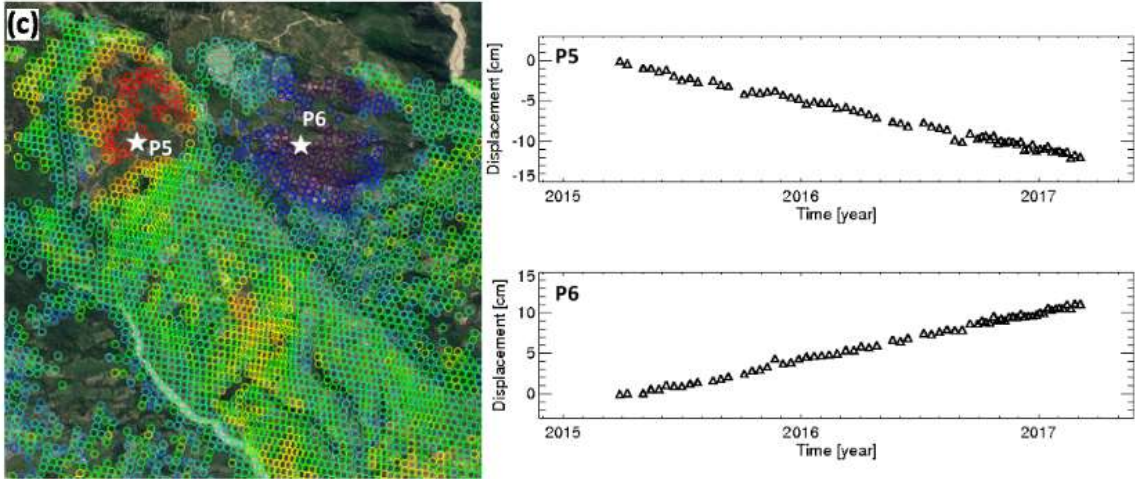 (c)
P5
P6
P5
Displacement [cm]
0
-5
-10
-15
2015
2016
2017
Time [year]
P6
Displacement [cm]
15
10
5
0
2015
2016
2017
Time [year]